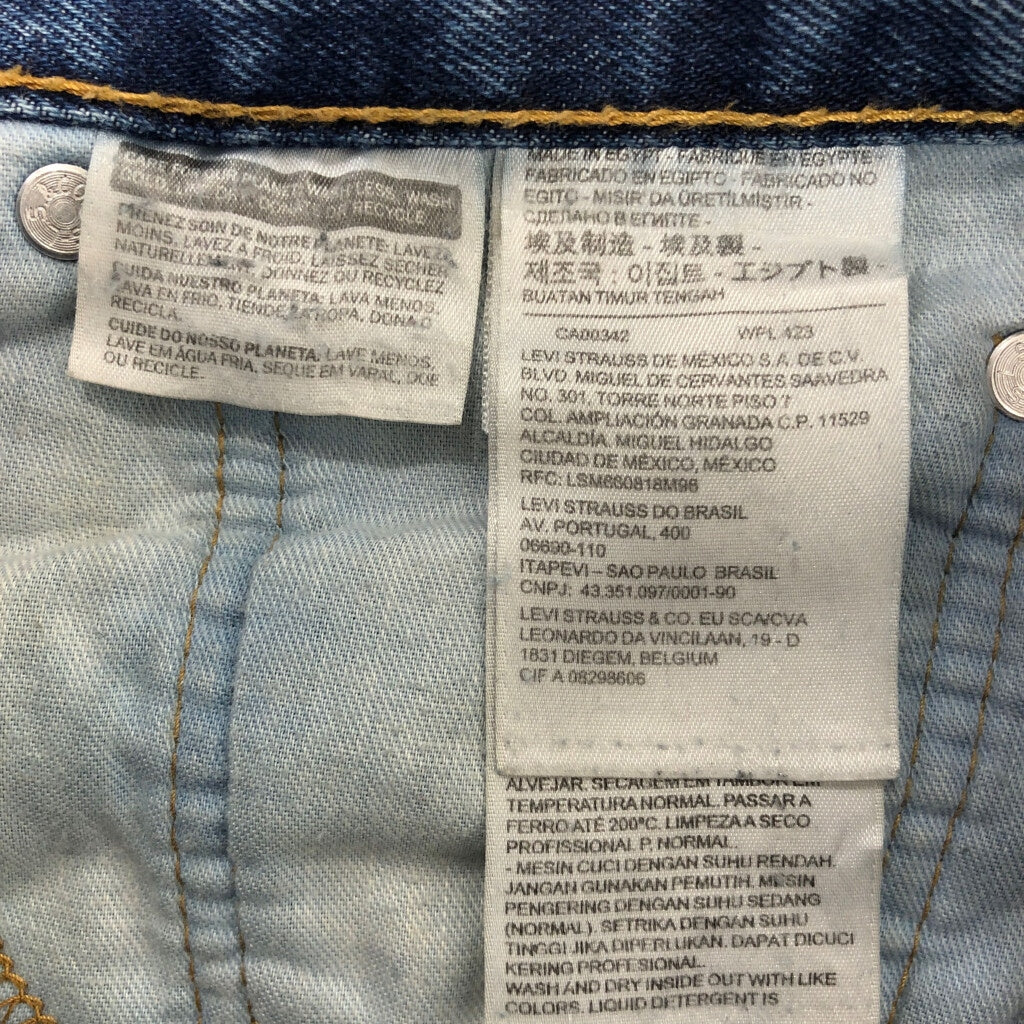 WASH
RECYCLE
PRENEZ SOIN DE NOTRE PLANETE: LAVEZ
MOINS, LAVEZ À FROID, LAISSEZ SÉCHER
NATURELLEMENT, DONNEZ OU RECYCLEZ
CUIDA NUESTRO PLANETA: LAVA MENOS,
LAVA EN FRIO, TIENDE LA ROPA, DONA O
RECICLA.
CUIDE DO NOSSO PLANETA. LAVE MENOS,
LAVE EM ÁGUA FRIA, SEQUE EM VARAL, DOE
OU RECICLE.
MADE IN EGYPT - FABRIQUE EN EGYPTE
FABRICADO EN EGIPTO - FABRICADO NO
EGITO - MISIR DA ÜRETILMISTIR -
СДЕЛАНО В ЕГИПТЕ -
埃及制造 - 埃及製 -
제조국 : 이집트 - エジプト製 -
BUATAN TIMUR TENGAH
CA00342 WPL 423
LEVI STRAUSS DE MÉXICO S.A. DE C.V.
BLVD. MIGUEL DE CERVANTES SAAVEDRA
NO. 301, TORRE NORTE PISO 7
COL. AMPLIACIÓN GRANADA C.P. 11529
ALCALDÍA. MIGUEL HIDALGO
CIUDAD DE MÉXICO, MÉXICO
RFC: LSM660818M96
LEVI STRAUSS DO BRASIL
AV. PORTUGAL, 400
06690-110
ITAPEVI – SAO PAULO BRASIL
CNPJ: 43.351.097/0001-90
LEVI STRAUSS & CO. EU SCA/CVA
LEONARDO DA VINCILAAN, 19 - D
1831 DIEGEM, BELGIUM
CIF A 08298606
ALVEJAR. SECAGEM EM TAMBOR EM
TEMPERATURA NORMAL. PASSAR A
FERRO ATÉ 200°C. LIMPEZA A SECO
PROFISSIONAL P, NORMAL.
- MESIN CUCI DENGAN SUHU RENDAH.
JANGAN GUNAKAN PEMUTIH. MESIN
PENGERING DENGAN SUHU SEDANG
(NORMAL). SETRIKA DENGAN SUHU
TINGGI JIKA DIPERLUKAN. DAPAT DICUCI
KERING PROFESIONAL.
WASH AND DRY INSIDE OUT WITH LIKE
COLORS. LIQUID DETERGENT IS